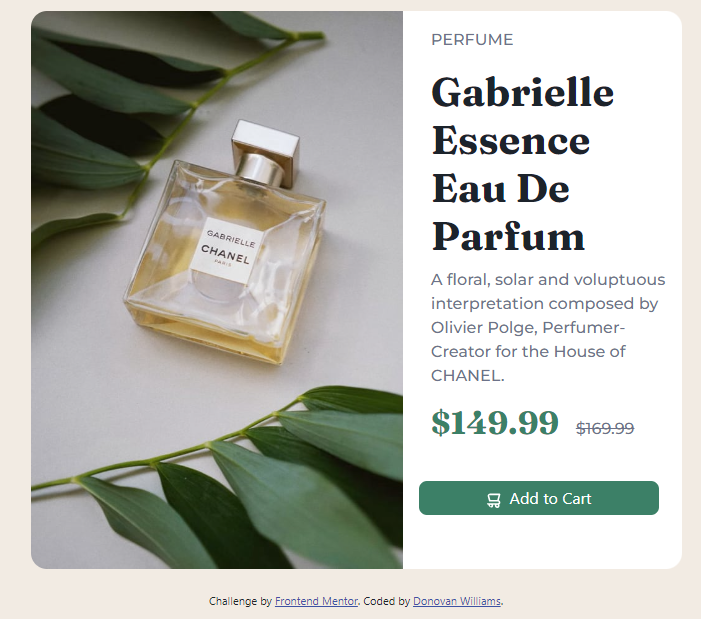 PERFUME
Gabrielle
Essence
Eau De
Parfum
A floral, solar and voluptuous
interpretation composed by
Olivier Polge, Perfumer-
Creator for the House of
CHANEL.
$149.99 $169.99
Add to Cart
GABRIELLE
CHANEL
PARIS
Challenge by Frontend Mentor. Coded by Donovan Williams.